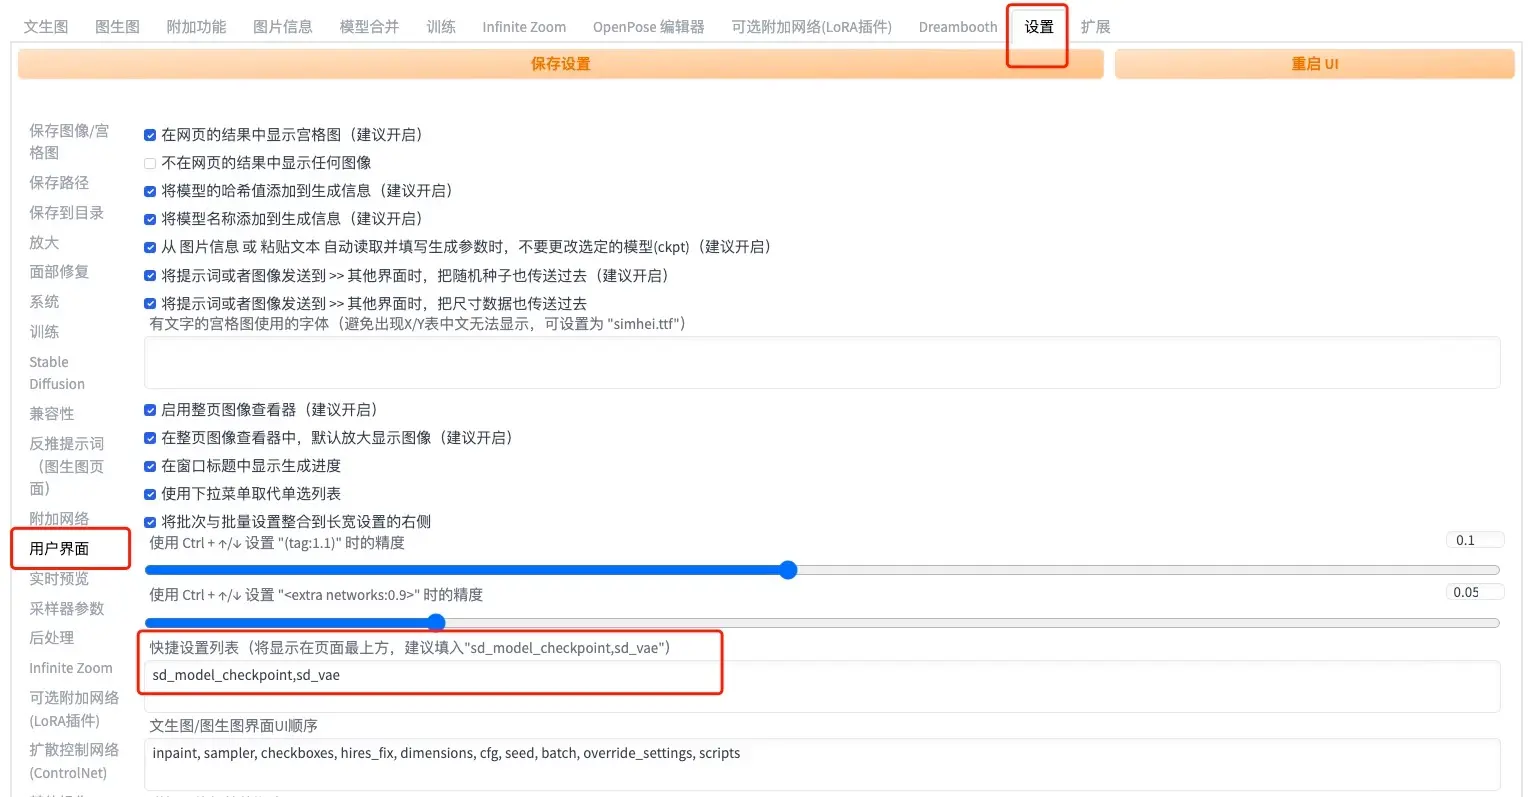 文生图 图生图 附加功能 图片信息 模型合并 训练 Infinite Zoom OpenPose 编辑器 可选附加网络(LoRA插件) Dreambooth 设置 扩展
保存设置 重启 UI
保存图像/宫
格图
保存路径
保存到目录
放大
面部修复
系统
训练
Stable
Diffusion
兼容性
反推提示词
（图生图页
面）
附加网络
用户界面
实时预览
采样器参数
后处理
Infinite Zoom
可选附加网络
(LoRA插件)
扩散控制网络
(ControlNet)
在网页的结果中显示宫格图（建议开启）
不在网页的结果中显示任何图像
将模型的哈希值添加到生成信息（建议开启）
将模型名称添加到生成信息（建议开启）
从 图片信息 或 粘贴文本 自动读取并填写生成参数时，不要更改选定的模型(ckpt)（建议开启）
将提示词或者图像发送到 >> 其他界面时，把随机种子也传送过去（建议开启）
将提示词或者图像发送到 >> 其他界面时，把尺寸数据也传送过去
有文字的宫格图使用的字体（避免出现X/Y表中文无法显示，可设置为 "simhei.ttf"）
启用整页图像查看器（建议开启）
在整页图像查看器中，默认放大显示图像（建议开启）
在窗口标题中显示生成进度
使用下拉菜单取代单选列表
将批次与批量设置整合到长宽设置的右侧
使用 Ctrl + ↑/↓ 设置 "(tag:1.1)" 时的精度 0.1
使用 Ctrl + ↑/↓ 设置 "<extra networks:0.9>" 时的精度 0.05
快捷设置列表（将显示在页面最上方，建议填入"sd_model_checkpoint,sd_vae"）
sd_model_checkpoint,sd_vae
文生图/图生图界面UI顺序
inpaint, sampler, checkboxes, hires_fix, dimensions, cfg, seed, batch, override_settings, scripts